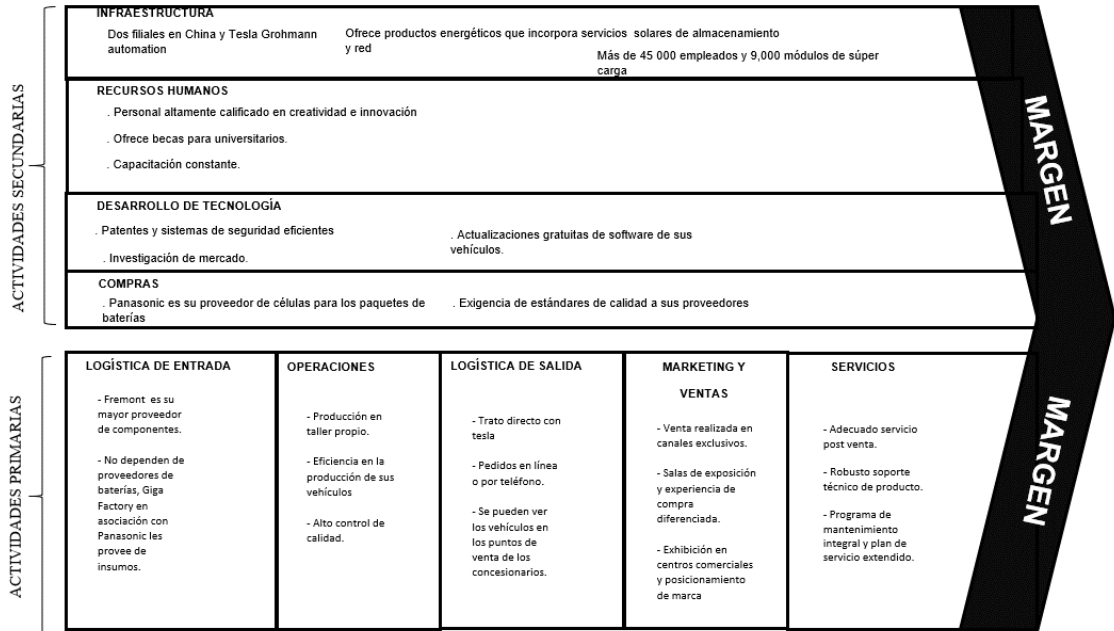 INFRAESTRUCTURA
Dos filiales en China y Tesla Grohmann
automation
Ofrece productos energéticos que incorpora servicios solares de almacenamiento
y red
Más de 45 000 empleados y 9,000 módulos de súper
carga
ACTIVIDADES SECUNDARIAS
RECURSOS HUMANOS
. Personal altamente calificado en creatividad e innovación
. Ofrece becas para universitarios.
. Capacitación constante.
DESARROLLO DE TECNOLOGÍA
. Patentes y sistemas de seguridad eficientes
. Investigación de mercado.
. Actualizaciones gratuitas de software de sus
vehículos.
COMPRAS
. Panasonic es su proveedor de células para los paquetes de
baterías
. Exigencia de estándares de calidad a sus proveedores
MARGEN
ACTIVIDADES PRIMARIAS
LOGÍSTICA DE ENTRADA
- Fremont es su
mayor proveedor
de componentes.
- No dependen de
proveedores de
baterías, Giga
Factory en
asociación con
Panasonic les
provee de
insumos.
OPERACIONES
- Producción en
taller propio.
- Eficiencia en la
producción de sus
vehículos
- Alto control de
calidad.
LOGÍSTICA DE SALIDA
- Trato directo con
tesla
- Pedidos en línea
o por teléfono.
- Se pueden ver
los vehículos en
los puntos de
venta de los
concesionarios.
MARKETING Y
VENTAS
- Venta realizada en
canales exclusivos.
- Salas de exposición
y experiencia de
compra
diferenciada.
- Exhibición en
centros comerciales
y posicionamiento
de marca
SERVICIOS
- Adecuado servicio
post venta.
- Robusto soporte
técnico de producto.
- Programa de
mantenimiento
integral y plan de
servicio extendido.
MARGEN